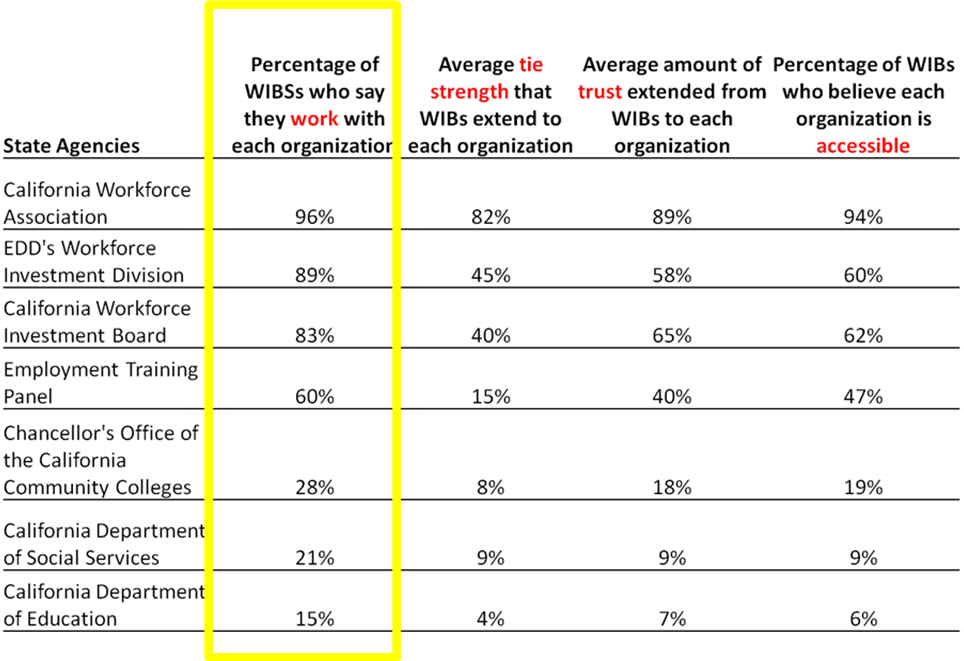 Percentage of
WIBSs who say
they work with
each organization
Average tie
strength that
WIBs extend to
each organization
Average amount of
trust extended from
WIBs to each
organization
Percentage of WIBs
who believe each
organization is
accessible
State Agencies
California Workforce
Association 96% 82% 89% 94%
EDD's Workforce
Investment Division 89% 45% 58% 60%
California Workforce
Investment Board 83% 40% 65% 62%
Employment Training
Panel 60% 15% 40% 47%
Chancellor's Office of
the California
Community Colleges 28% 8% 18% 19%
California Department
of Social Services 21% 9% 9% 9%
California Department
of Education 15% 4% 7% 6%